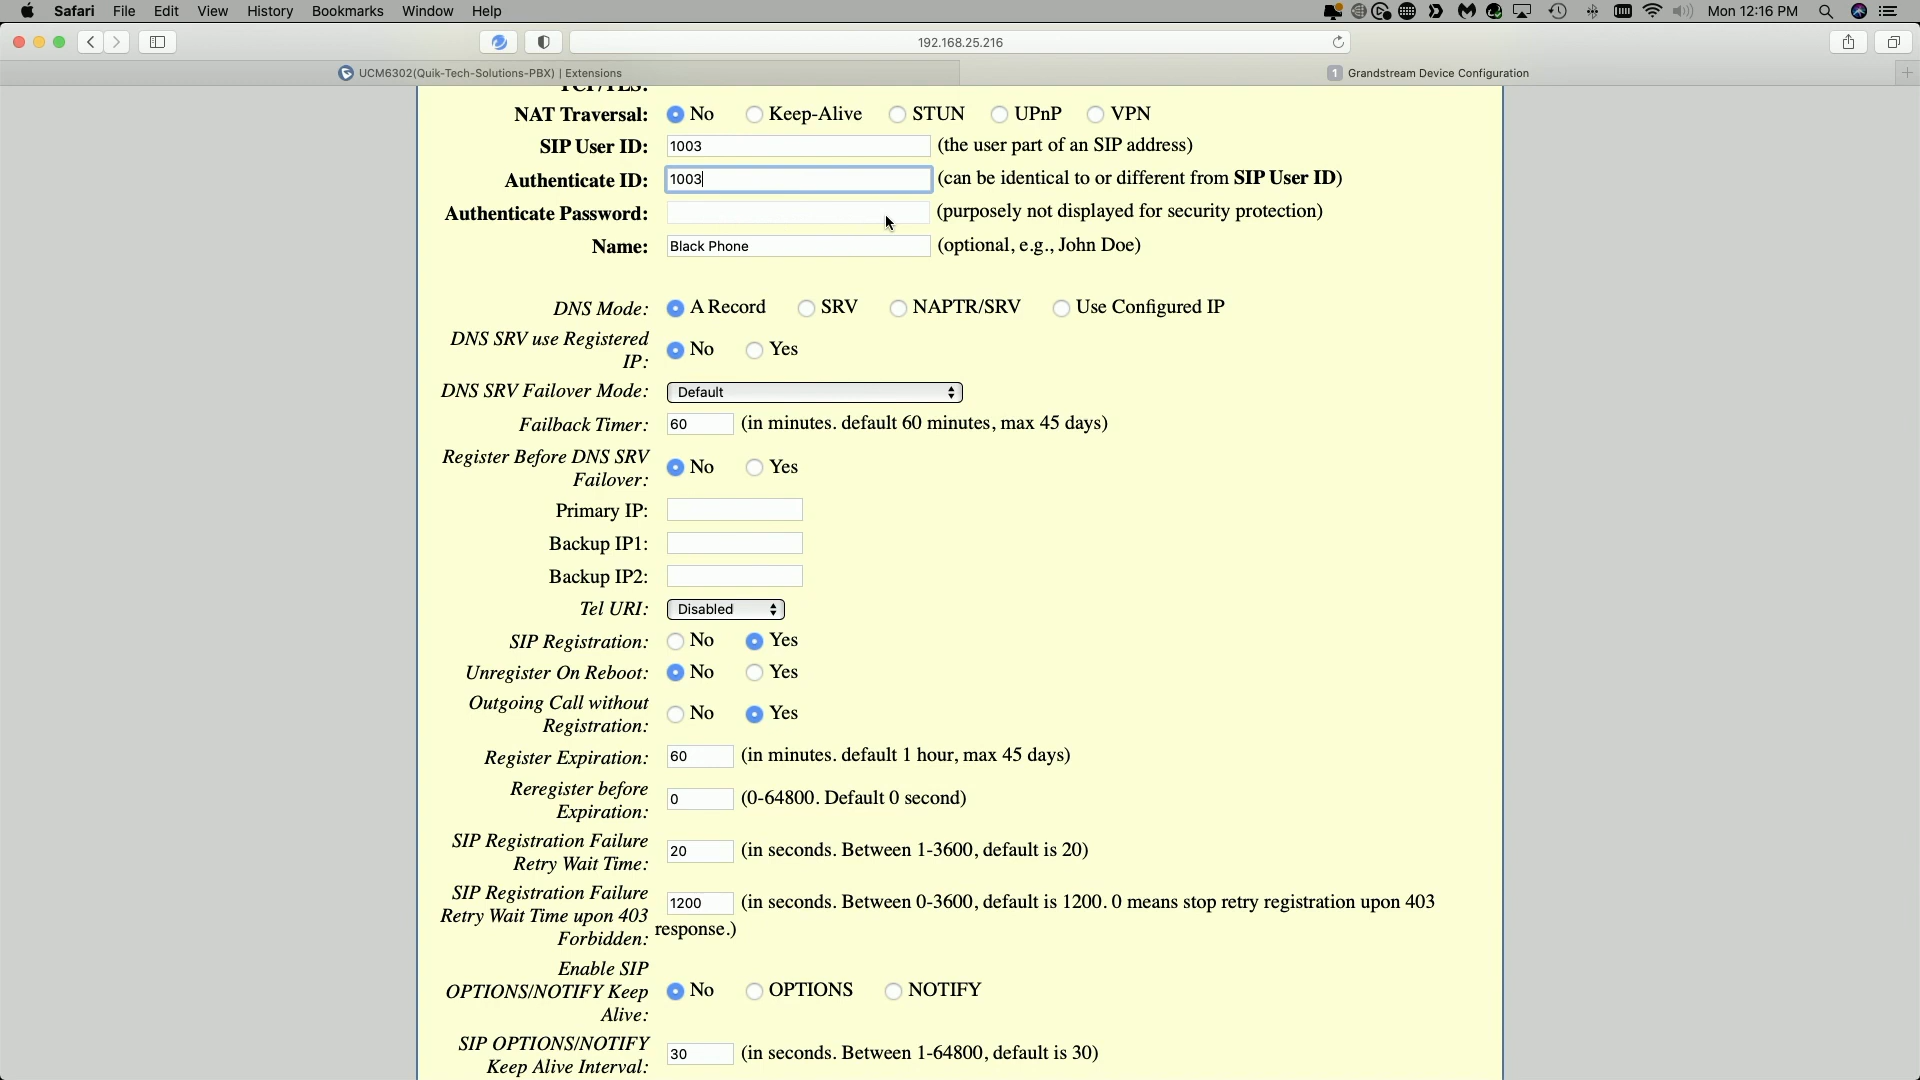 Safari File Edit View History Bookmarks Window Help Mon 12:16 PM
192.168.25.216
UCM6302(Quik-Tech-Solutions-PBX) | Extensions 1 Grandstream Device Configuration
TCP/TLS:
NAT Traversal: No Keep-Alive STUN UPnP VPN
SIP User ID: 1003 (the user part of an SIP address)
Authenticate ID: 1003 (can be identical to or different from SIP User ID)
Authenticate Password: (purposely not displayed for security protection)
Name: Black Phone (optional, e.g., John Doe)
DNS Mode: A Record SRV NAPTR/SRV Use Configured IP
DNS SRV use Registered
IP: No Yes
DNS SRV Failover Mode: Default
Failback Timer: 60 (in minutes. default 60 minutes, max 45 days)
Register Before DNS SRV
Failover: No Yes
Primary IP:
Backup IP1:
Backup IP2:
Tel URI: Disabled
SIP Registration: No Yes
Unregister On Reboot: No Yes
Outgoing Call without
Registration: No Yes
Register Expiration: 60 (in minutes. default 1 hour, max 45 days)
Reregister before
Expiration: 0 (0-64800. Default 0 second)
SIP Registration Failure
Retry Wait Time: 20 (in seconds. Between 1-3600, default is 20)
SIP Registration Failure
Retry Wait Time upon 403
Forbidden: 1200 (in seconds. Between 0-3600, default is 1200. 0 means stop retry registration upon 403
response.)
Enable SIP
OPTIONS/NOTIFY Keep
Alive: No OPTIONS NOTIFY
SIP OPTIONS/NOTIFY
Keep Alive Interval: 30 (in seconds. Between 1-64800, default is 30)